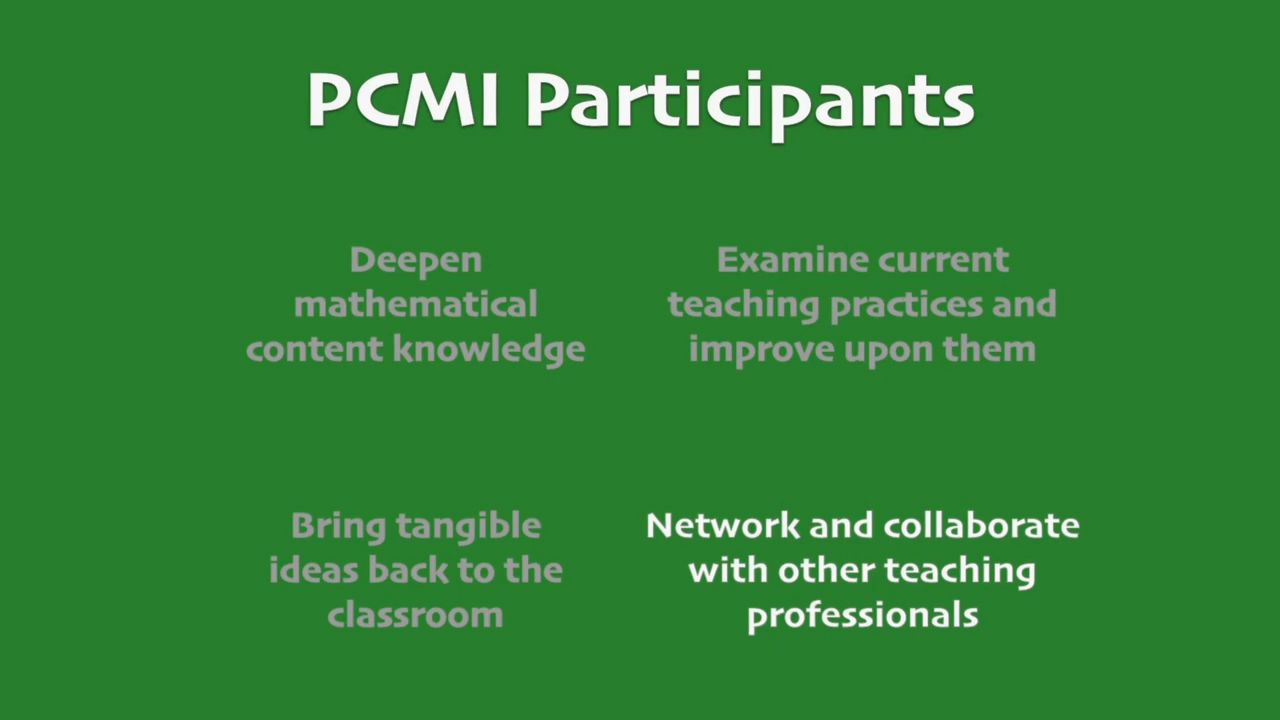 PCMI Participants
Deepen
mathematical
content knowledge
Examine current
teaching practices and
improve upon them
Bring tangible
ideas back to the
classroom
Network and collaborate
with other teaching
professionals